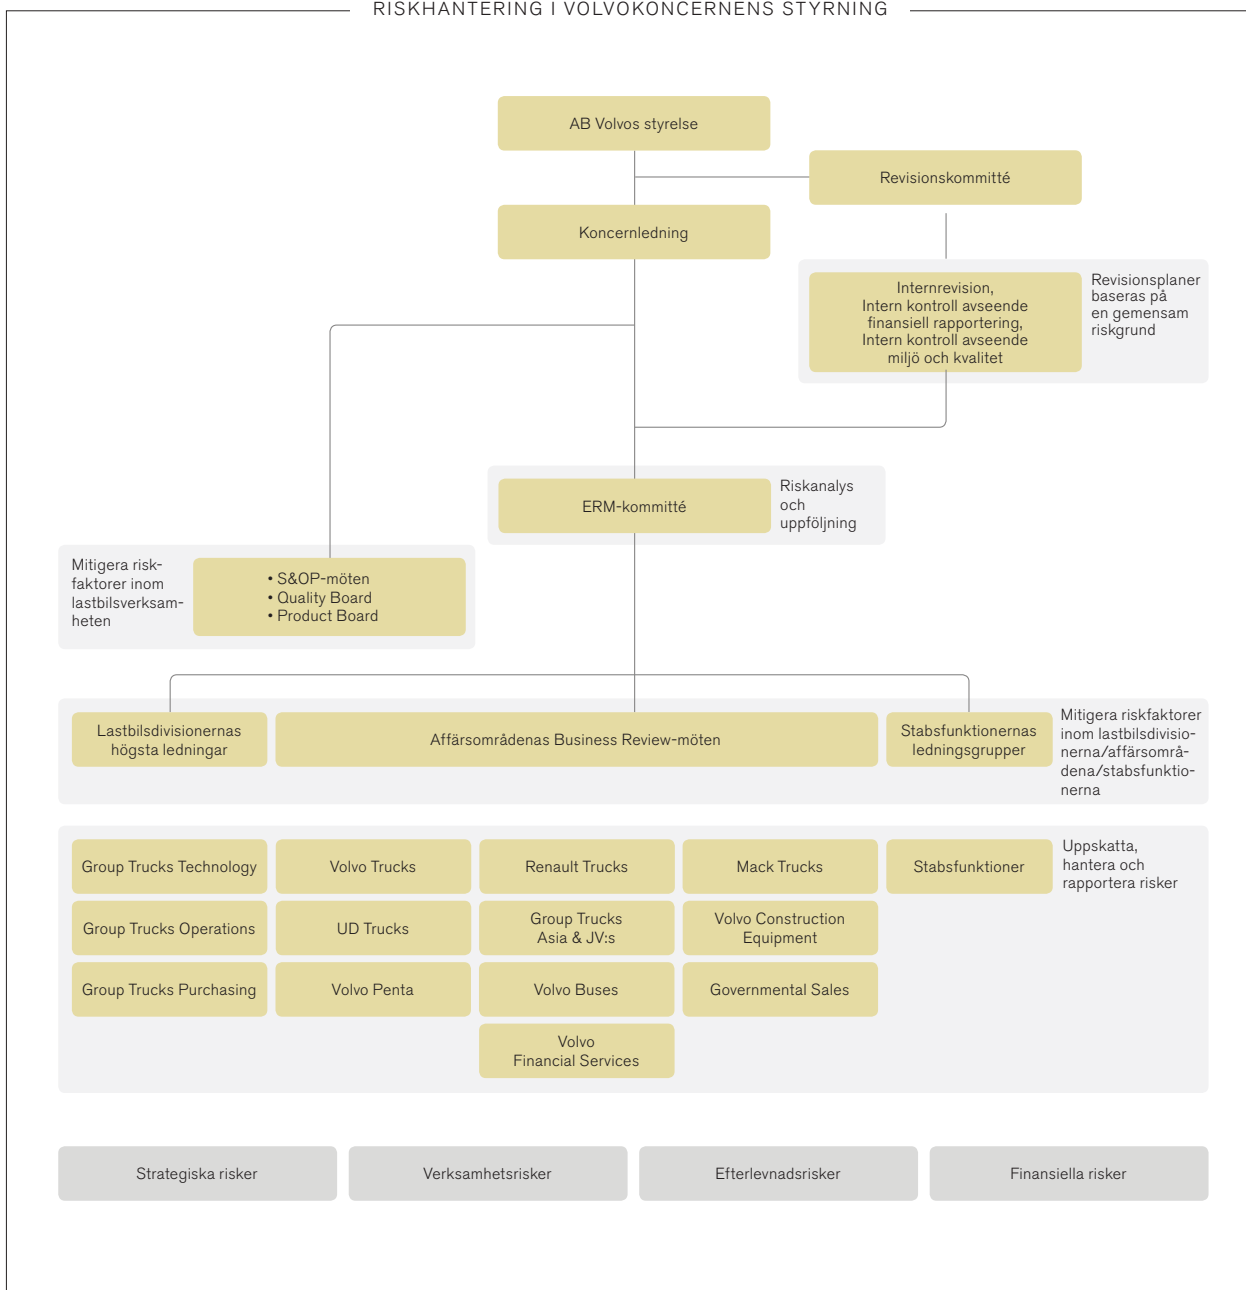 RISKHANTERING I VOLVOKONCERNENS STYRNING
AB Volvos styrelse
Revisionskommitté
Koncernledning
Internrevision,
Intern kontroll avseende
finansiell rapportering,
Intern kontroll avseende
miljö och kvalitet
Revisionsplaner
baseras på
en gemensam
riskgrund
ERM-kommitté
Riskanalys
och
uppföljning
Mitigera risk-
faktorer inom
lastbilsverksam-
heten
• S&OP-möten
• Quality Board
• Product Board
Lastbilsdivisionernas
högsta ledningar
Affärsområdenas Business Review-möten
Stabsfunktionernas
ledningsgrupper
Mitigera riskfaktorer
inom lastbilsdivisio-
nerna/affärsområ-
dena/stabsfunktio-
nerna
Group Trucks Technology
Volvo Trucks
Renault Trucks
Mack Trucks
Stabsfunktioner
Uppskatta,
hantera och
rapportera risker
Group Trucks Operations
UD Trucks
Group Trucks
Asia & JV:s
Volvo Construction
Equipment
Group Trucks Purchasing
Volvo Penta
Volvo Buses
Governmental Sales
Volvo
Financial Services
Strategiska risker
Verksamhetsrisker
Efterlevnadsrisker
Finansiella risker